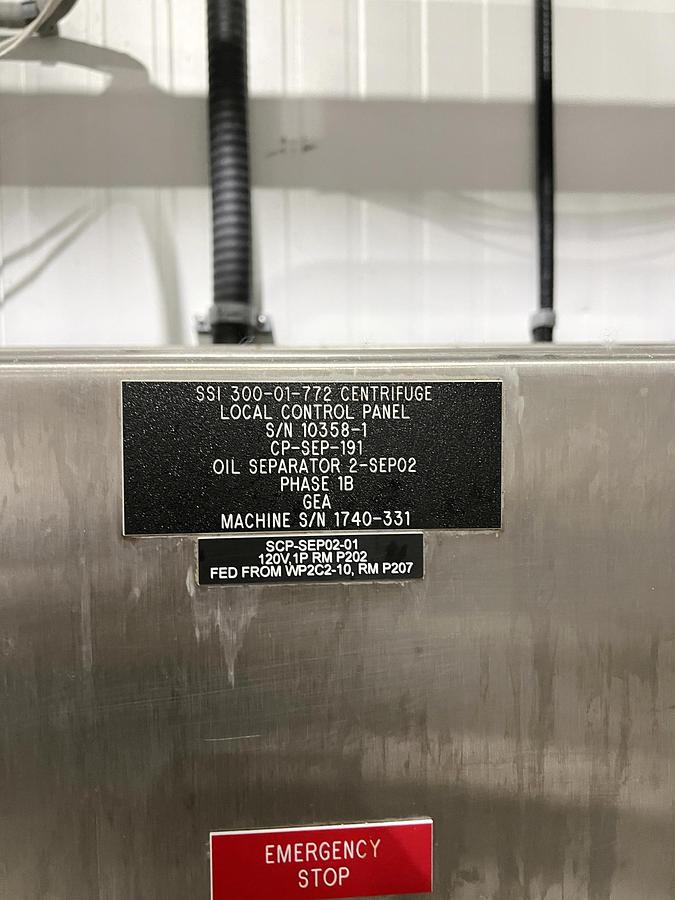 SSI 300-01-772 CENTRIFUGE
LOCAL CONTROL PANEL
S/N 10358-1
CP-SEP-191
OIL SEPARATOR 2-SEP02
PHASE 1B
GEA
MACHINE S/N 1740-331
SCP-SEP02-01
120V,1P RM P202
FED FROM WP2C2-10, RM P207
EMERGENCY
STOP